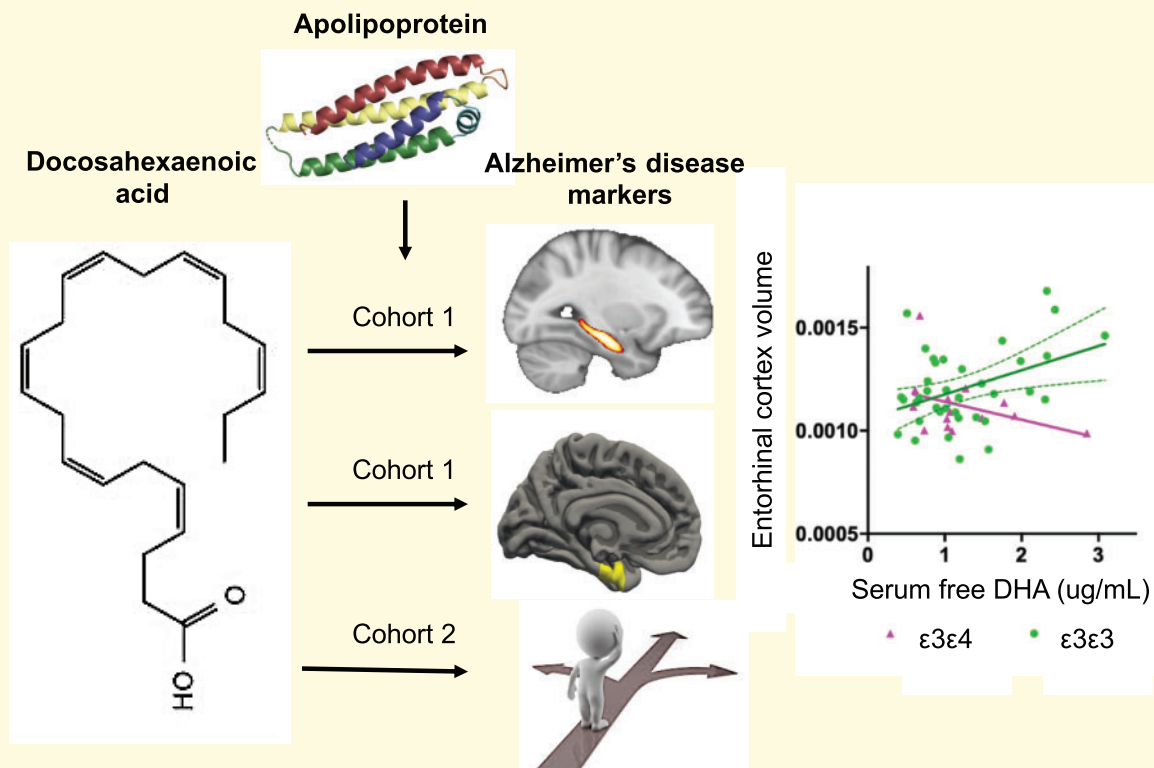 Apolipoprotein
Docosahexaenoic
acid
Alzheimer's disease
markers
Cohort 1
Cohort 1
Cohort 2
O
HO
Entorhinal cortex volume
0.0015
0.0010
0.0005
0
1
2
3
Serum free DHA (ug/mL)
ε3ε4
ε3ε3